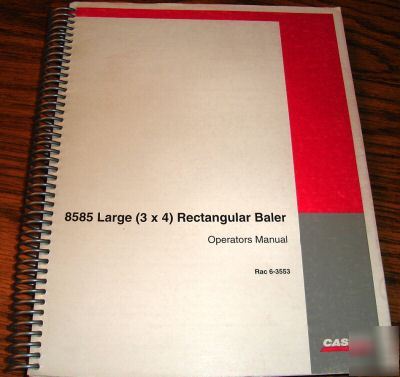 8585 Large (3 x 4) Rectangular Baler
Operators Manual
Rac 6-3553
CASE